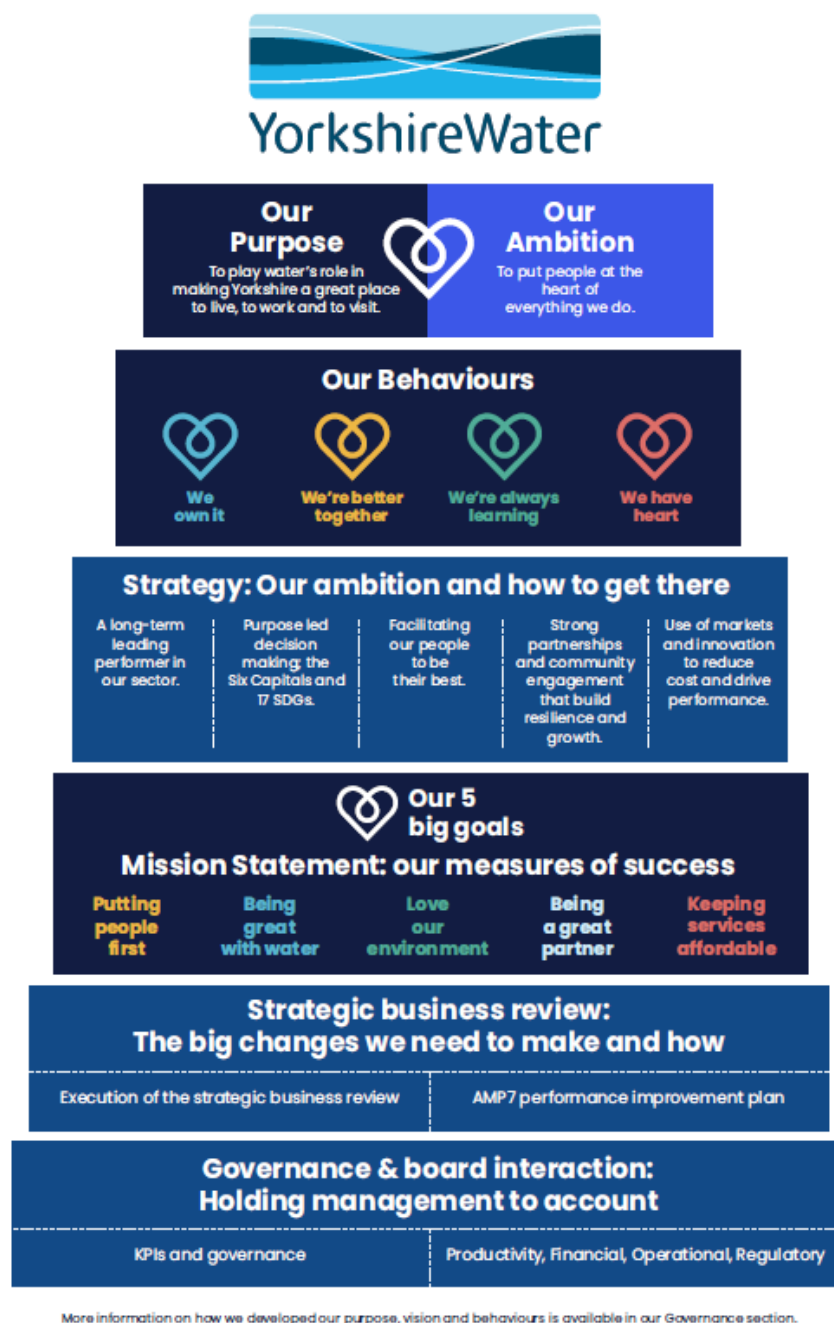 YorkshireWater
Our
Purpose
To play water's role in
making Yorkshire a great place
to live, to work and to visit.
Our
Ambition
To put people at the
heart of
everything we do.
Our Behaviours
We
own it
We're better
together
We're always
learning
We have
heart
Strategy: Our ambition and how to get there
A long-term
leading
performer in
our sector.
Purpose led
decision
making; the
Six Capitals and
17 SDGs.
Facilitating
our people
to be
their best.
Strong
partnerships
and community
engagement
that build
resilience and
growth.
Use of markets
and innovation
to reduce
cost and drive
performance.
Our 5
big goals
Mission Statement: our measures of success
Putting
people
first
Being
great
with water
Love
our
environment
Being
a great
partner
Keeping
services
affordable
Strategic business review:
The big changes we need to make and how
Execution of the strategic business review
AMP7 performance improvement plan
Governance & board interaction:
Holding management to account
KPIs and governance
Productivity, Financial, Operational, Regulatory
More information on how we developed our purpose, vision and behaviours is available in our Governance section.